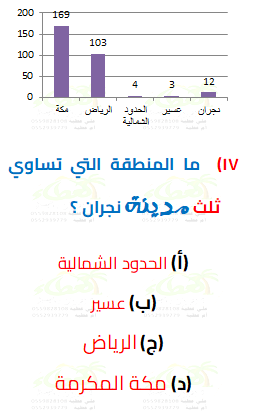 200
150
100
50
0
169
103
4
3
12
مكة
الرياض
الحدود الشمالية
عسير
نجران
١٧) ما المنطقة التي تساوي
ثلث مدينة نجران ؟
(أ) الحدود الشمالية
(ب) عسير
(ج) الرياض
(د) مكة المكرمة